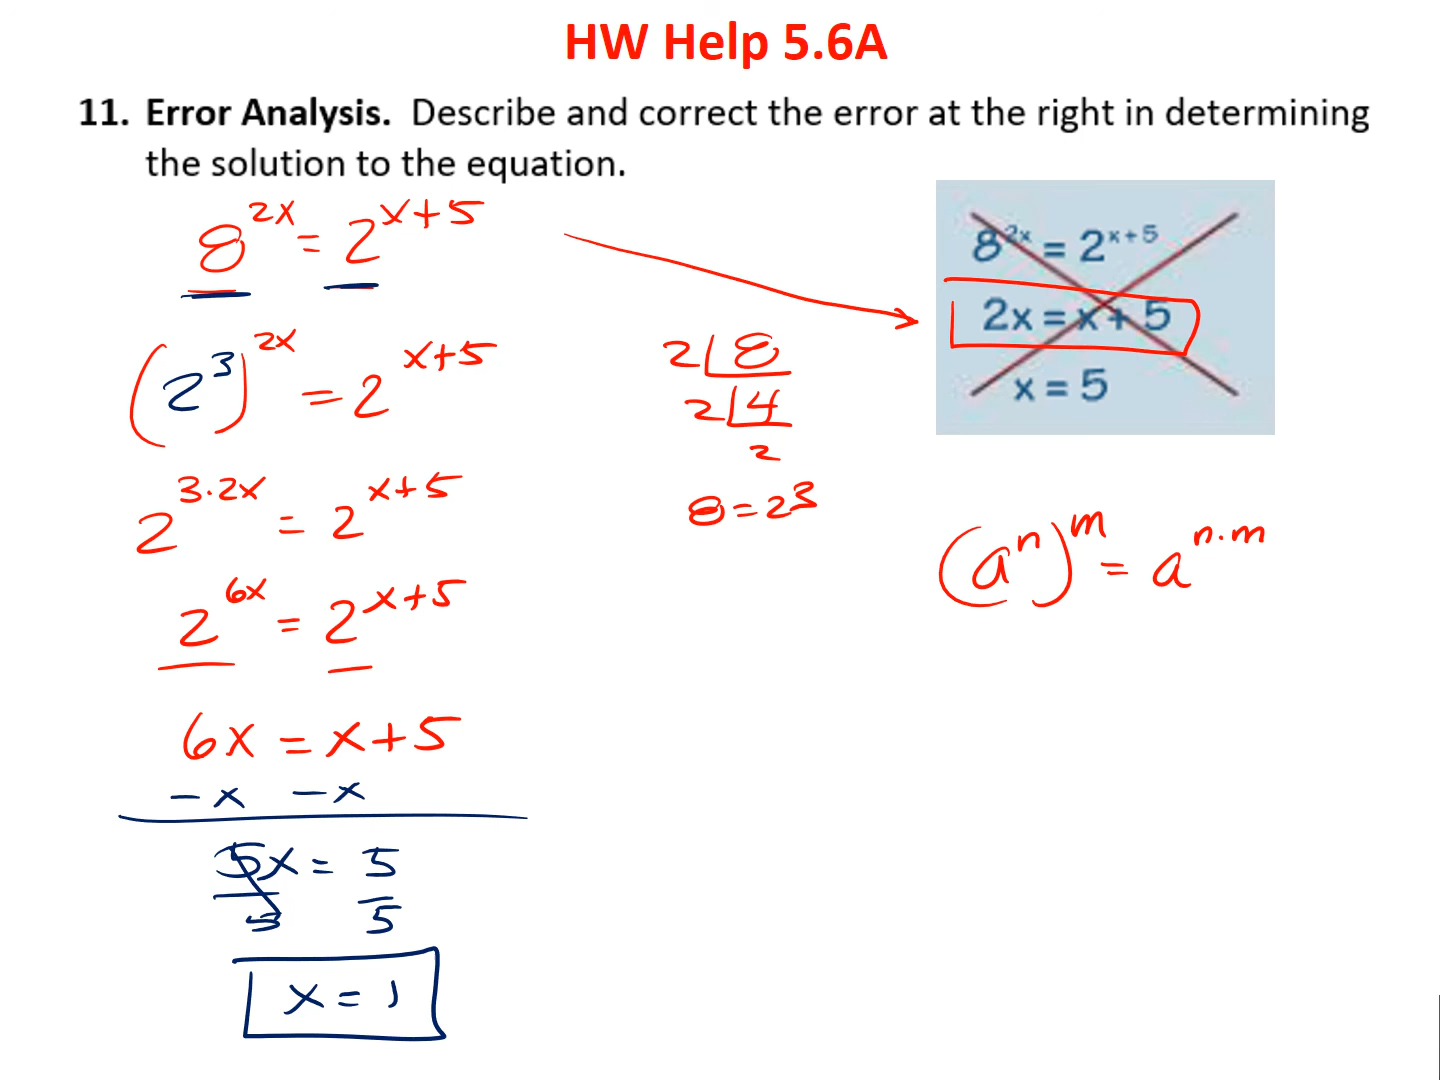 HW Help 5.6A
11. Error Analysis. Describe and correct the error at the right in determining
the solution to the equation.
8^{2x} = 2^{x+5}
(2^3)^{2x} = 2^{x+5}
2^{3·2x} = 2^{x+5}
2^{6x} = 2^{x+5}
6x = x+5
-x -x
5x = 5
5 5
x = 1
2 8
2 4
2
8 = 2^3
8^{2x} = 2^{x+5}
2x = x + 5
x = 5
(a^n)^m = a^{n·m}